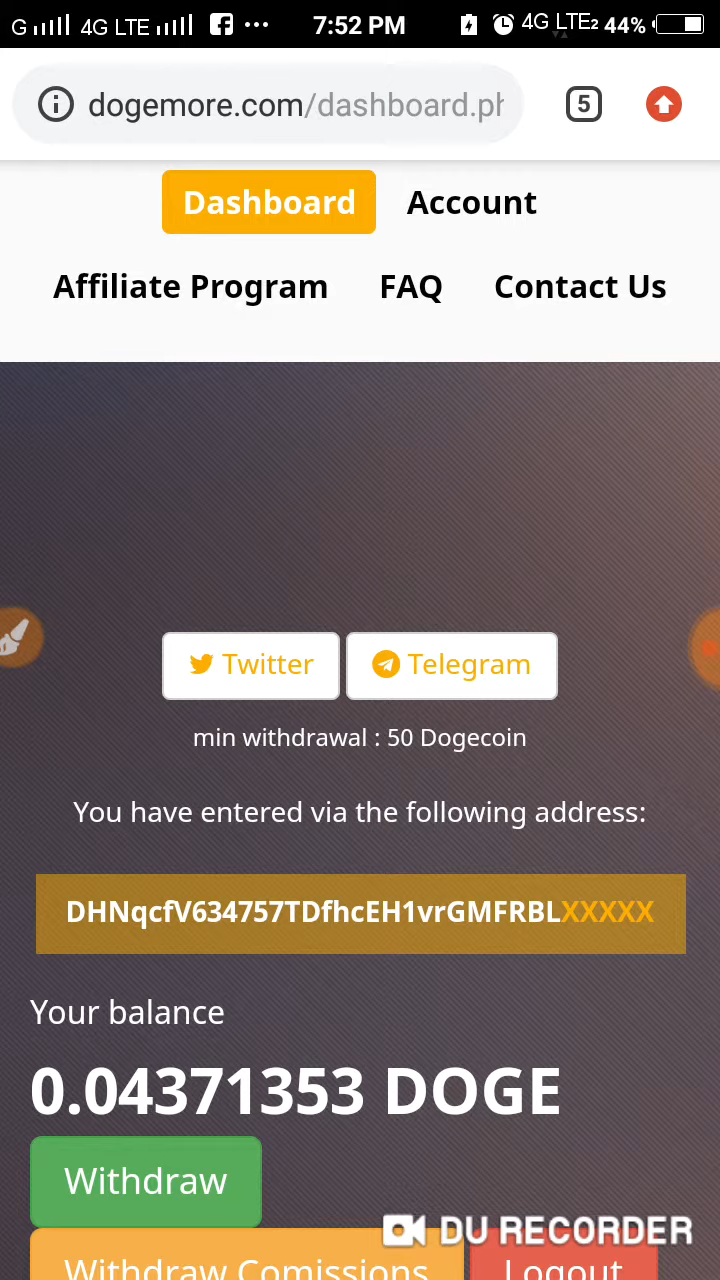 G 4G LTE 7:52 PM 4G LTE2 44%
dogemore.com/dashboard.ph
5
Dashboard Account
Affiliate Program FAQ Contact Us
Twitter Telegram
min withdrawal : 50 Dogecoin
You have entered via the following address:
DHNqcfV634757TDfhcEH1vrGMFRBLXXXXX
Your balance
0.04371353 DOGE
Withdraw
DU RECORDER
Withdraw Comissions Logout